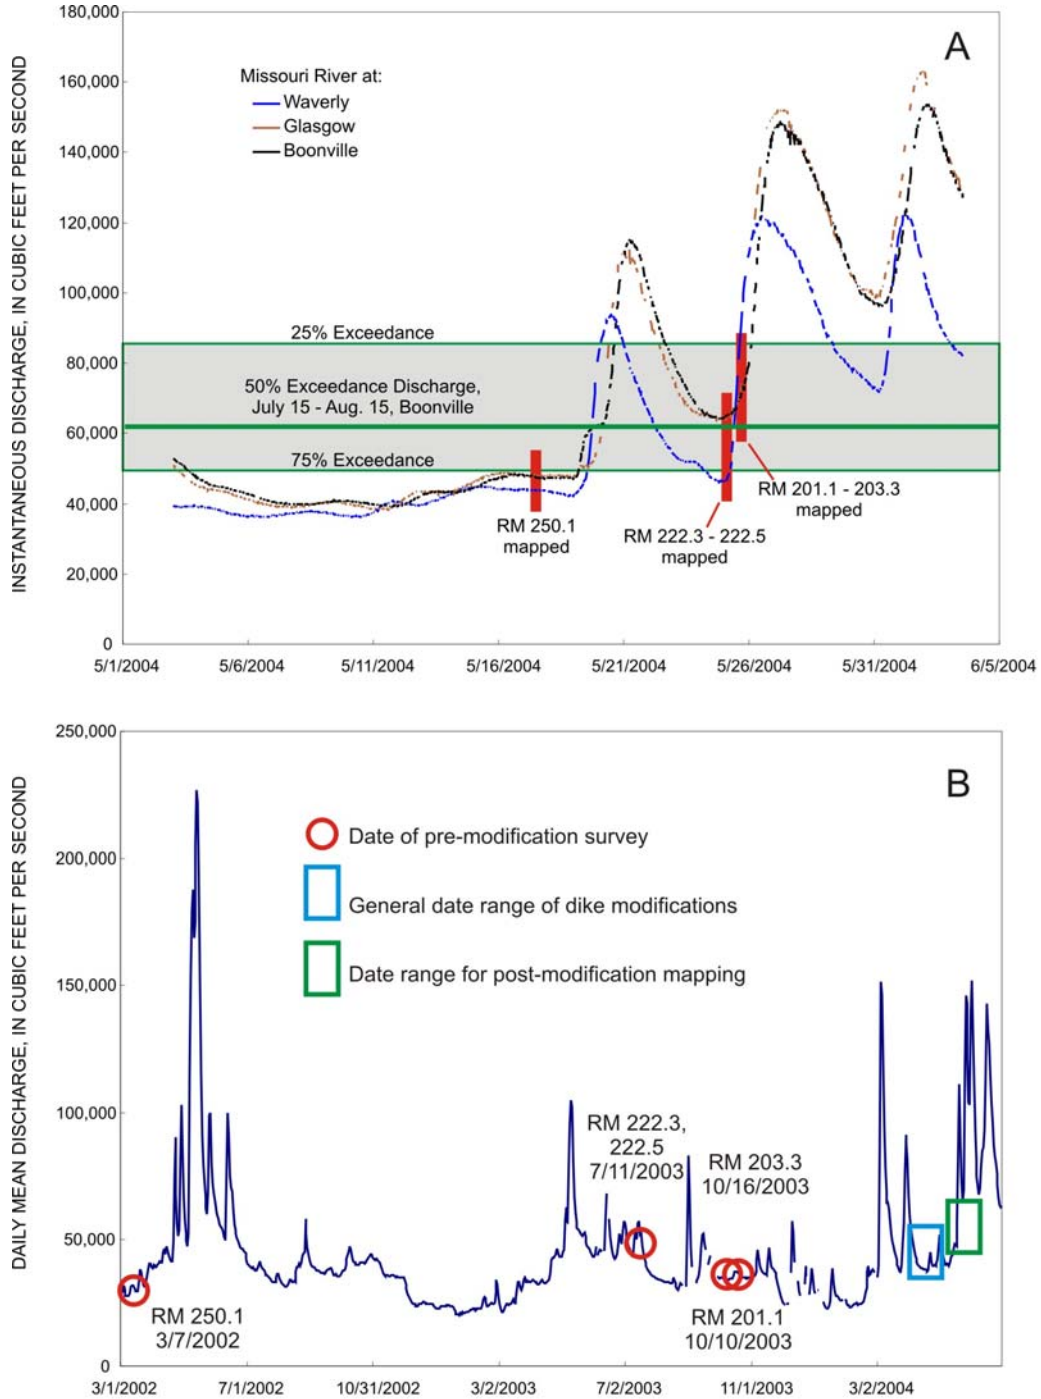 INSTANTANEOUS DISCHARGE, IN CUBIC FEET PER SECOND
180,000
160,000
140,000
120,000
100,000
80,000
60,000
40,000
20,000
0
A
Missouri River at:
Waverly
Glasgow
Boonville
25% Exceedance
50% Exceedance Discharge,
July 15 - Aug. 15, Boonville
75% Exceedance
RM 250.1
mapped
RM 222.3 - 222.5
mapped
RM 201.1 - 203.3
mapped
5/1/2004 5/6/2004 5/11/2004 5/16/2004 5/21/2004 5/26/2004 5/31/2004 6/5/2004
DAILY MEAN DISCHARGE, IN CUBIC FEET PER SECOND
250,000
200,000
150,000
100,000
50,000
0
B
Date of pre-modification survey
General date range of dike modifications
Date range for post-modification mapping
RM 222.3,
222.5
7/11/2003
RM 203.3
10/16/2003
RM 250.1
3/7/2002
RM 201.1
10/10/2003
3/1/2002 7/1/2002 10/31/2002 3/2/2003 7/2/2003 11/1/2003 3/2/2004